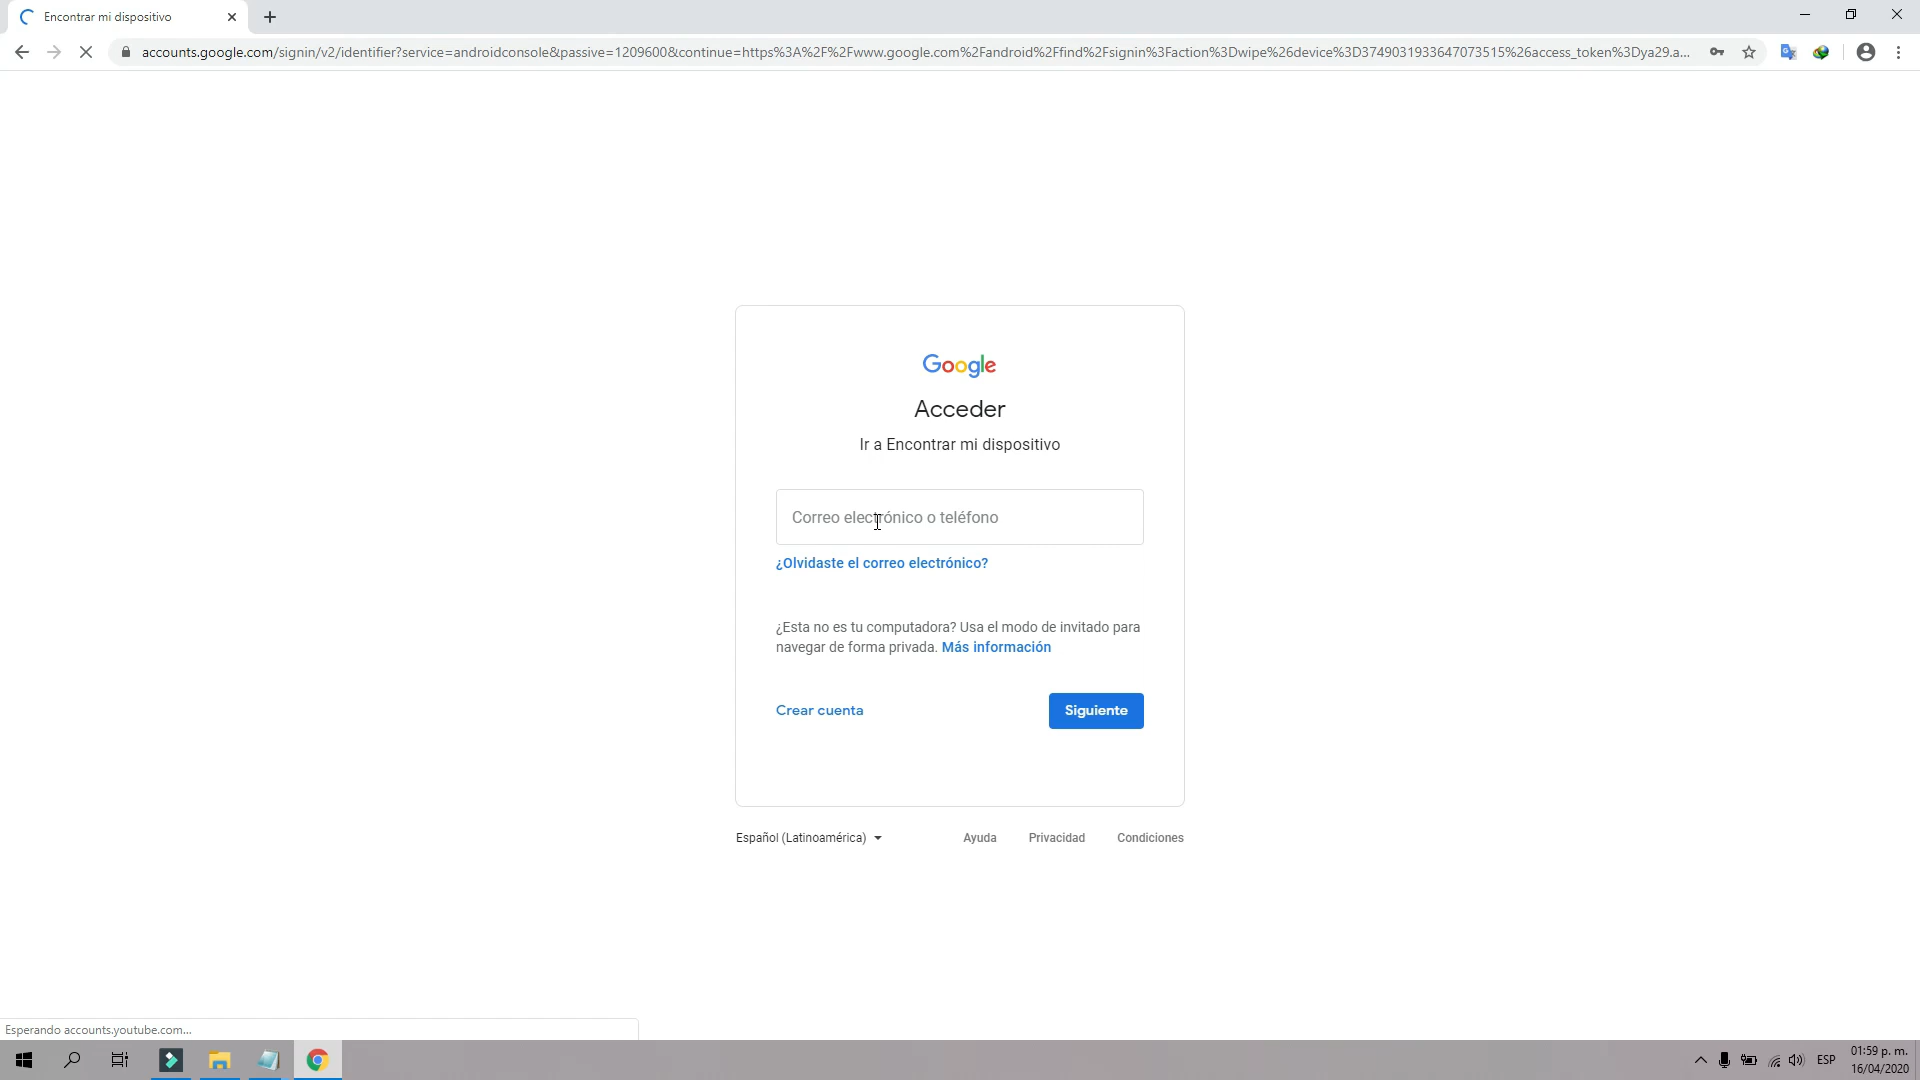 Encontrar mi dispositivo
accounts.google.com/signin/v2/identifier?service=androidconsole&passive=1209600&continue=https%3A%2F%2Fwww.google.com%2Fandroid%2Ffind%2Fsignin%3Faction%3Dwipe%26device%3D3749031933647073515%26access_token%3Dya29.a...
Google
Acceder
Ir a Encontrar mi dispositivo
Correo electrónico o teléfono
¿Olvidaste el correo electrónico?
¿Esta no es tu computadora? Usa el modo de invitado para
navegar de forma privada. Más información
Crear cuenta
Siguiente
Español (Latinoamérica)
Ayuda
Privacidad
Condiciones
Esperando accounts.youtube.com...
ESP
01:59 p. m.
16/04/2020